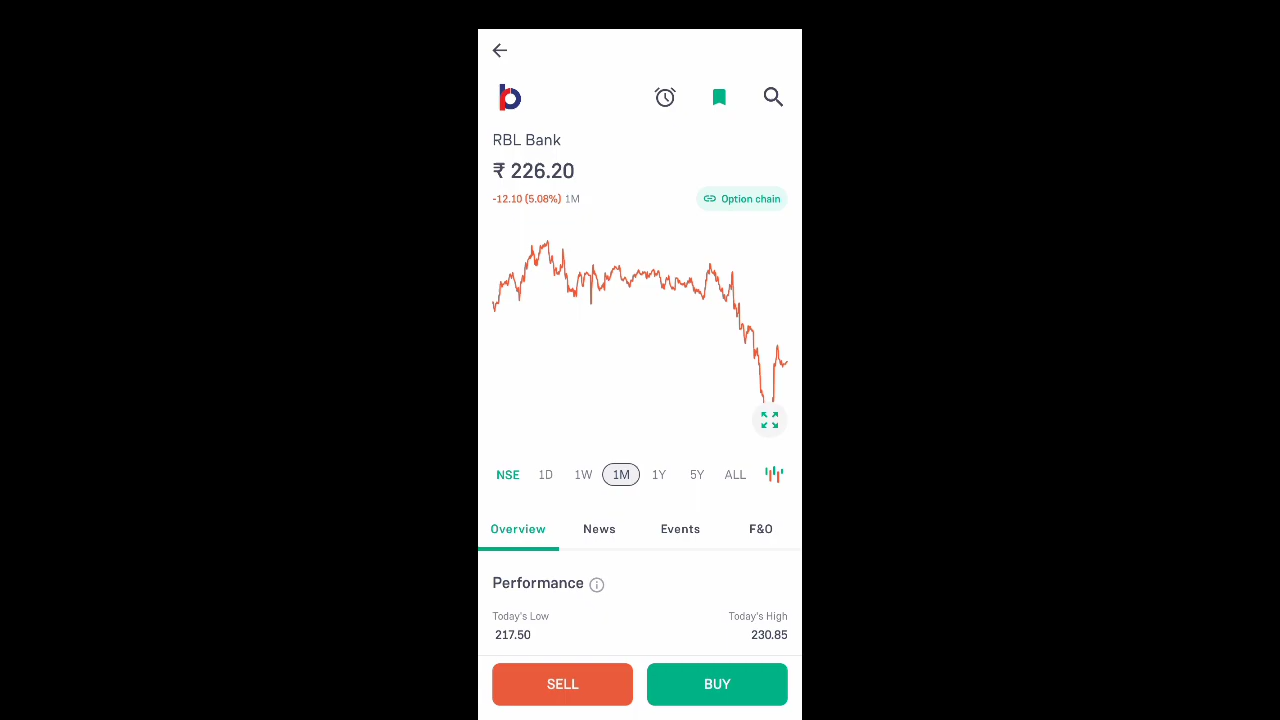 RBL Bank
₹ 226.20
-12.10 (5.08%) 1M
Option chain
NSE 1D 1W 1M 1Y 5Y ALL
Overview News Events F&O
Performance
Today's Low Today's High
217.50 230.85
SELL BUY